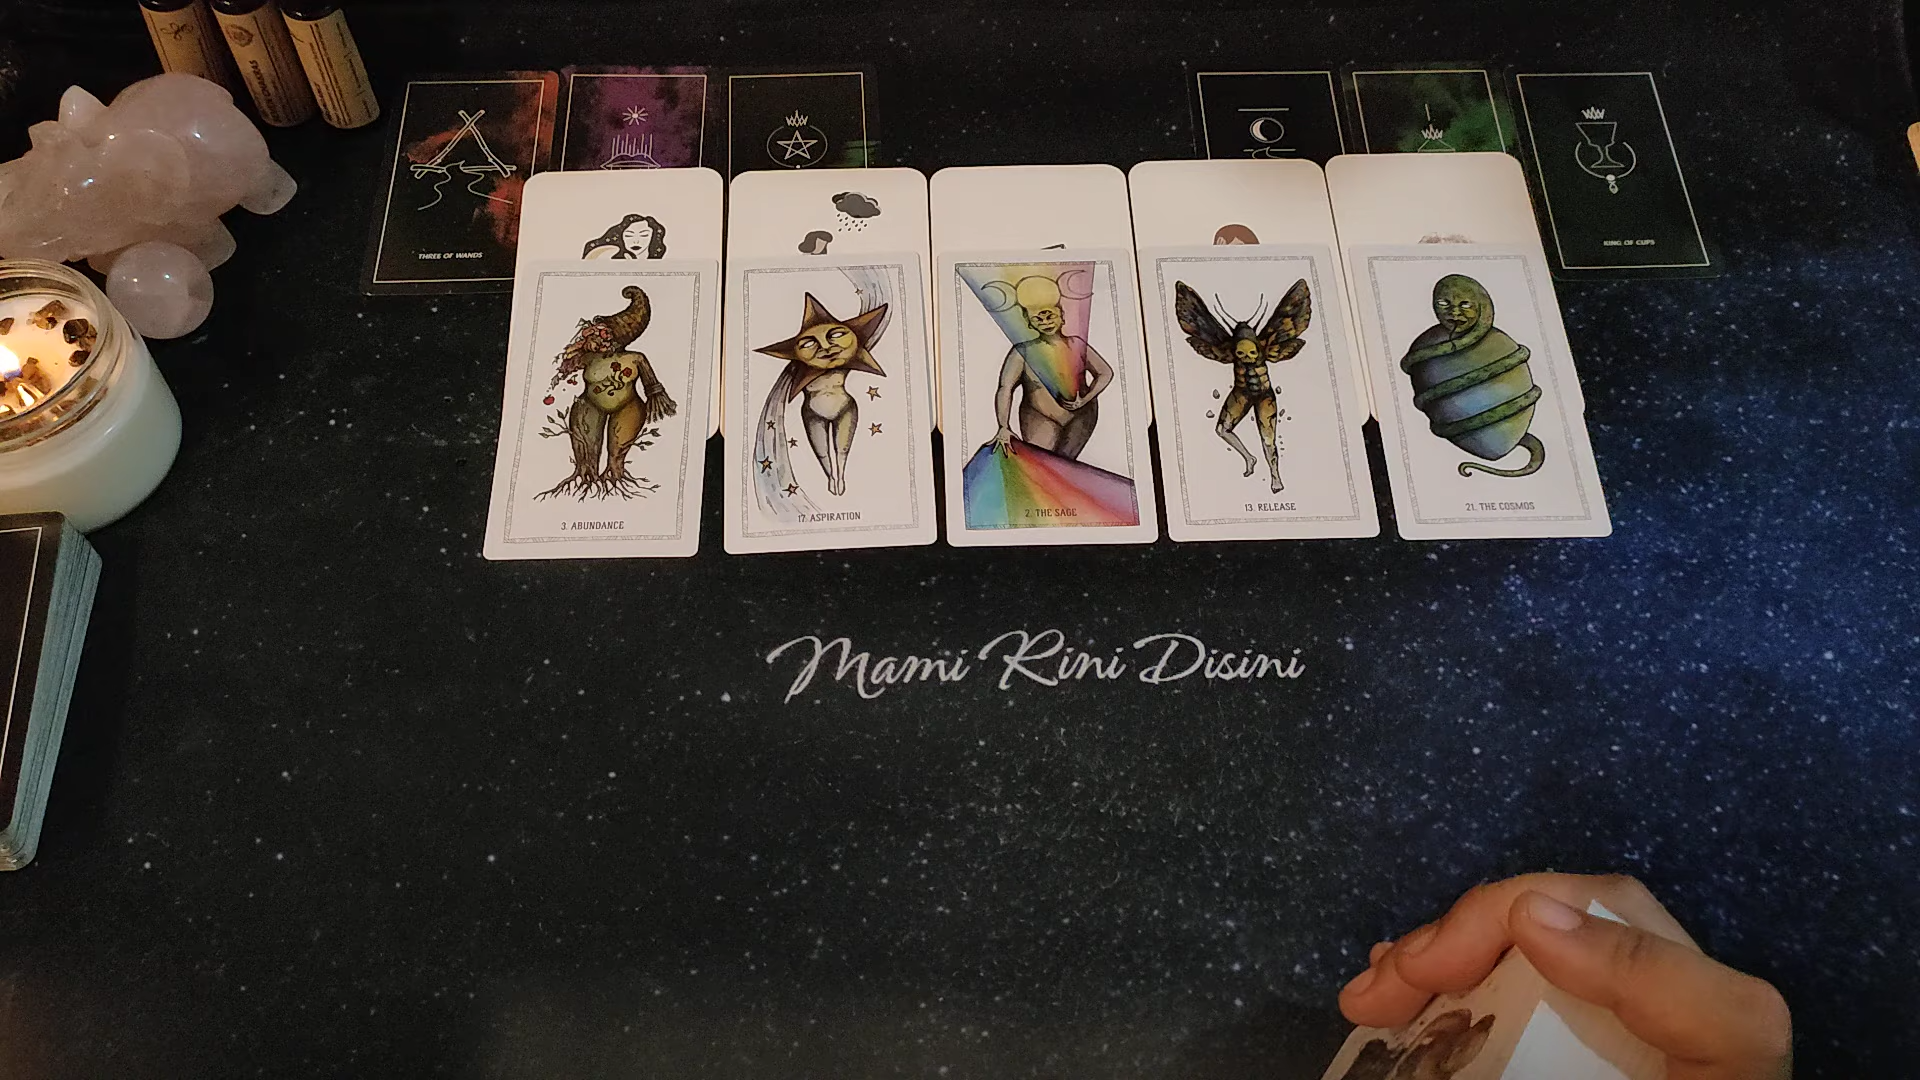 THREE OF WANDS
KING OF CUPS
3. ABUNDANCE
17. ASPIRATION
2. THE SAGE
13. RELEASE
21. THE COSMOS
Mami Rini Disini